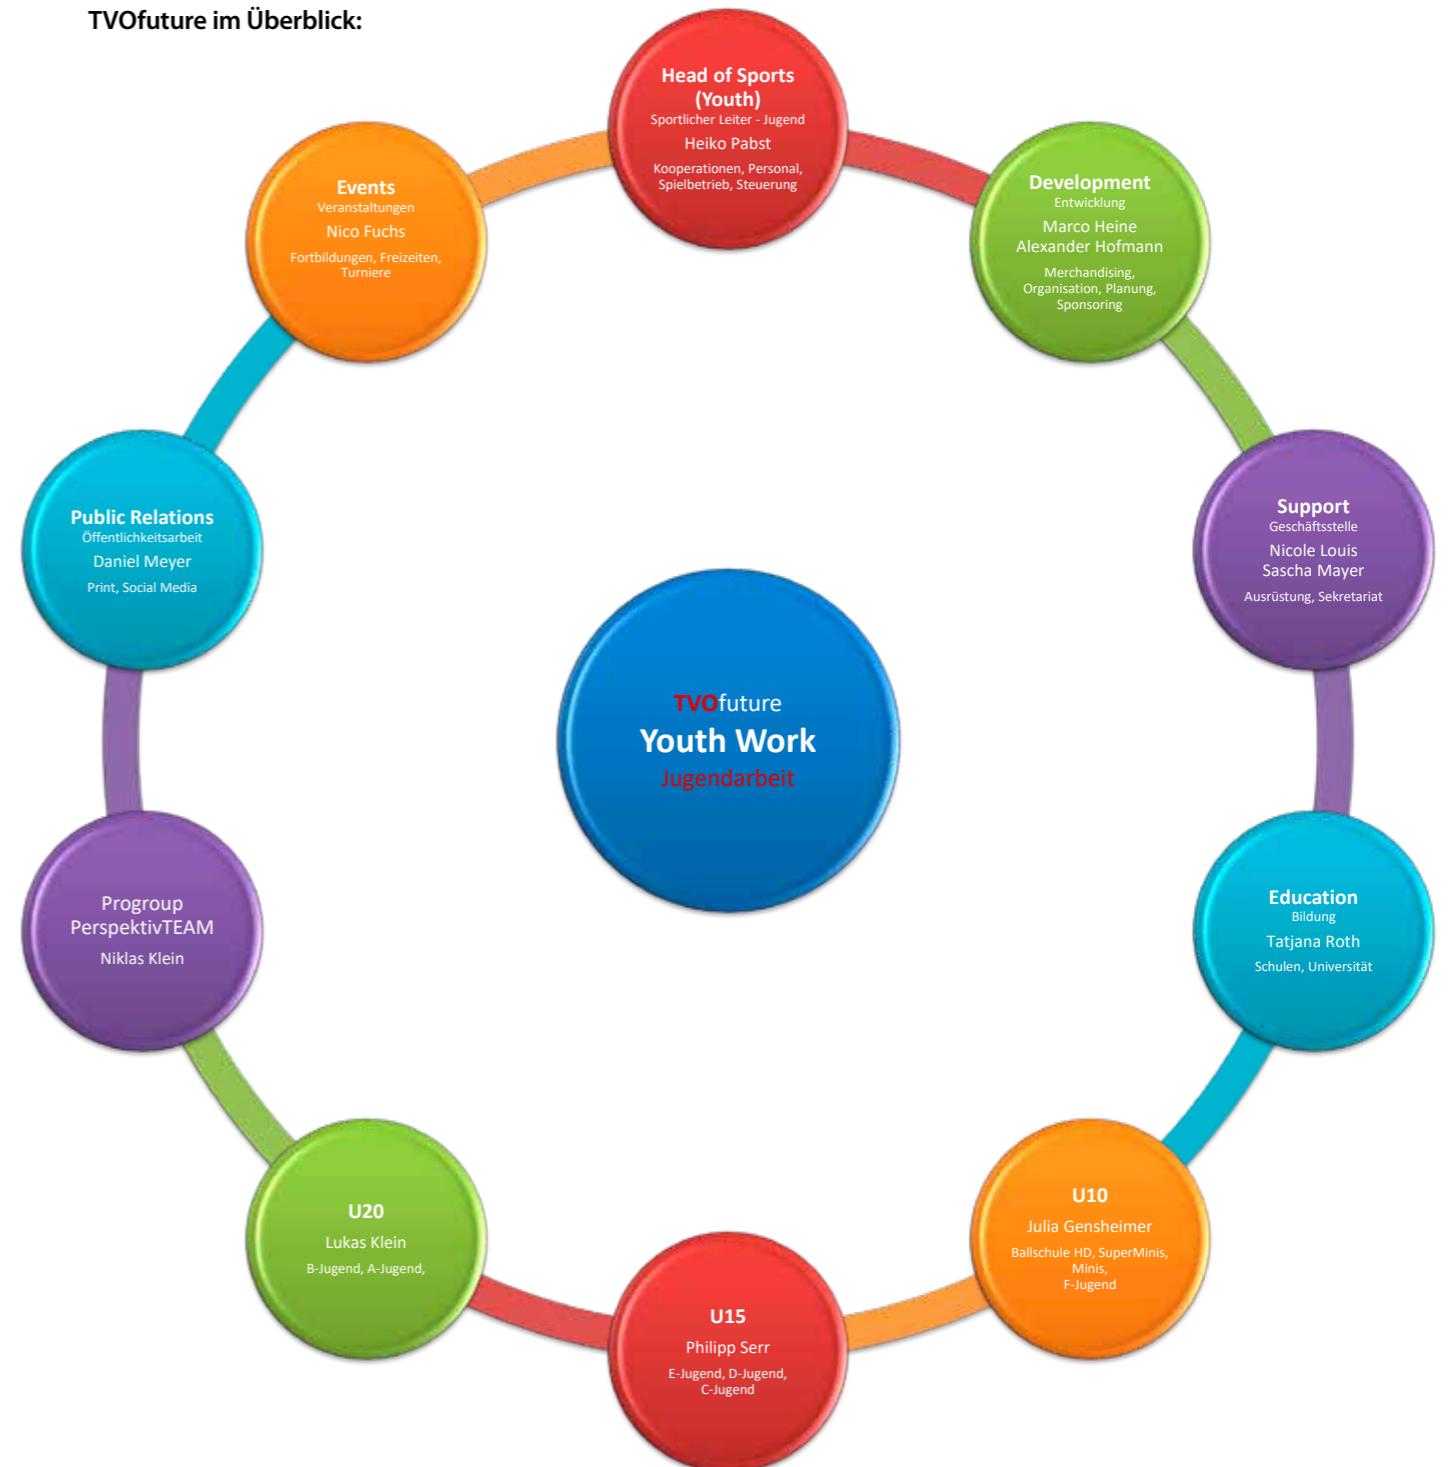 TVOfuture im Überblick:
Head of Sports
(Youth)
Sportlicher Leiter - Jugend
Heiko Pabst
Kooperationen, Personal,
Spielbetrieb, Steuerung
Development
Entwicklung
Marco Heine
Alexander Hofmann
Merchandising,
Organisation, Planung,
Sponsoring
Support
Geschäftsstelle
Nicole Louis
Sascha Mayer
Ausrüstung, Sekretariat
Education
Bildung
Tatjana Roth
Schulen, Universität
U10
Julia Gensheimer
Ballschule HD, SuperMinis,
Minis,
F-Jugend
U15
Philipp Serr
E-Jugend, D-Jugend,
C-Jugend
U20
Lukas Klein
B-Jugend, A-Jugend,
Progroup
PerspektivTEAM
Niklas Klein
Public Relations
Öffentlichkeitsarbeit
Daniel Meyer
Print, Social Media
Events
Veranstaltungen
Nico Fuchs
Fortbildungen, Freizeiten,
Turniere
TVOfuture
Youth Work
Jugendarbeit